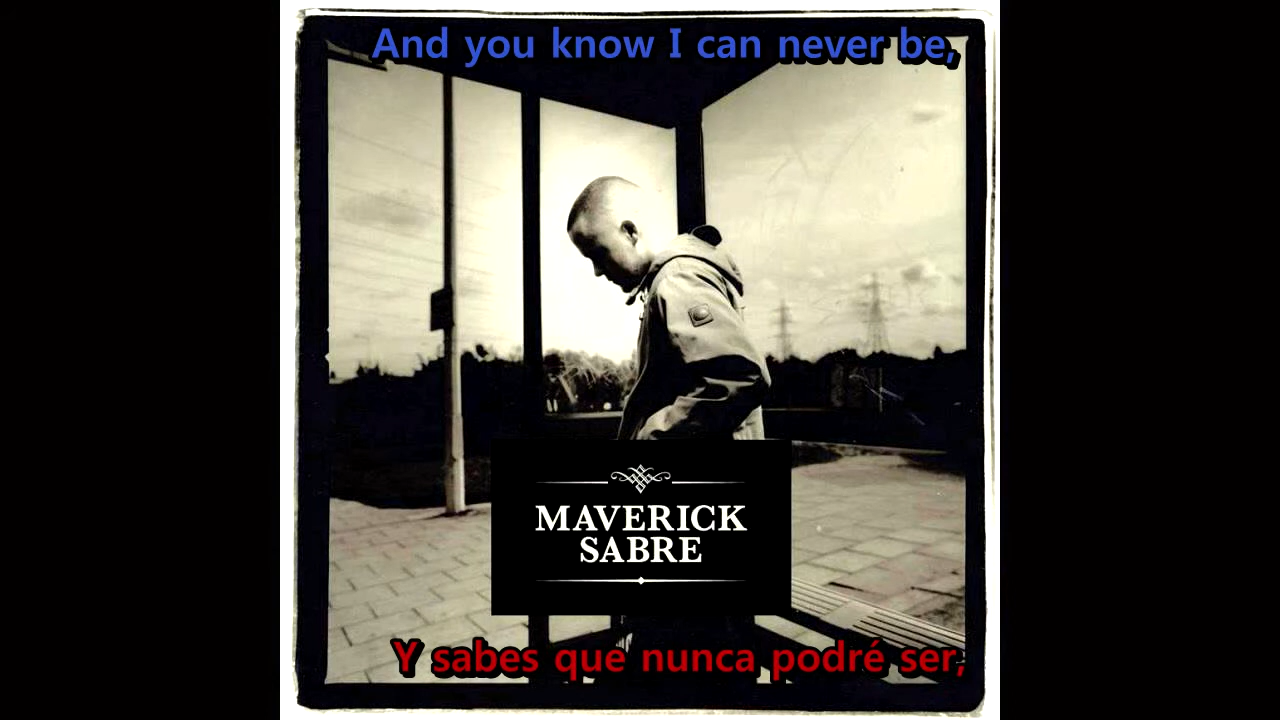 And you know I can never be,
MAVERICK
SABRE
Y sabes que nunca podré ser,